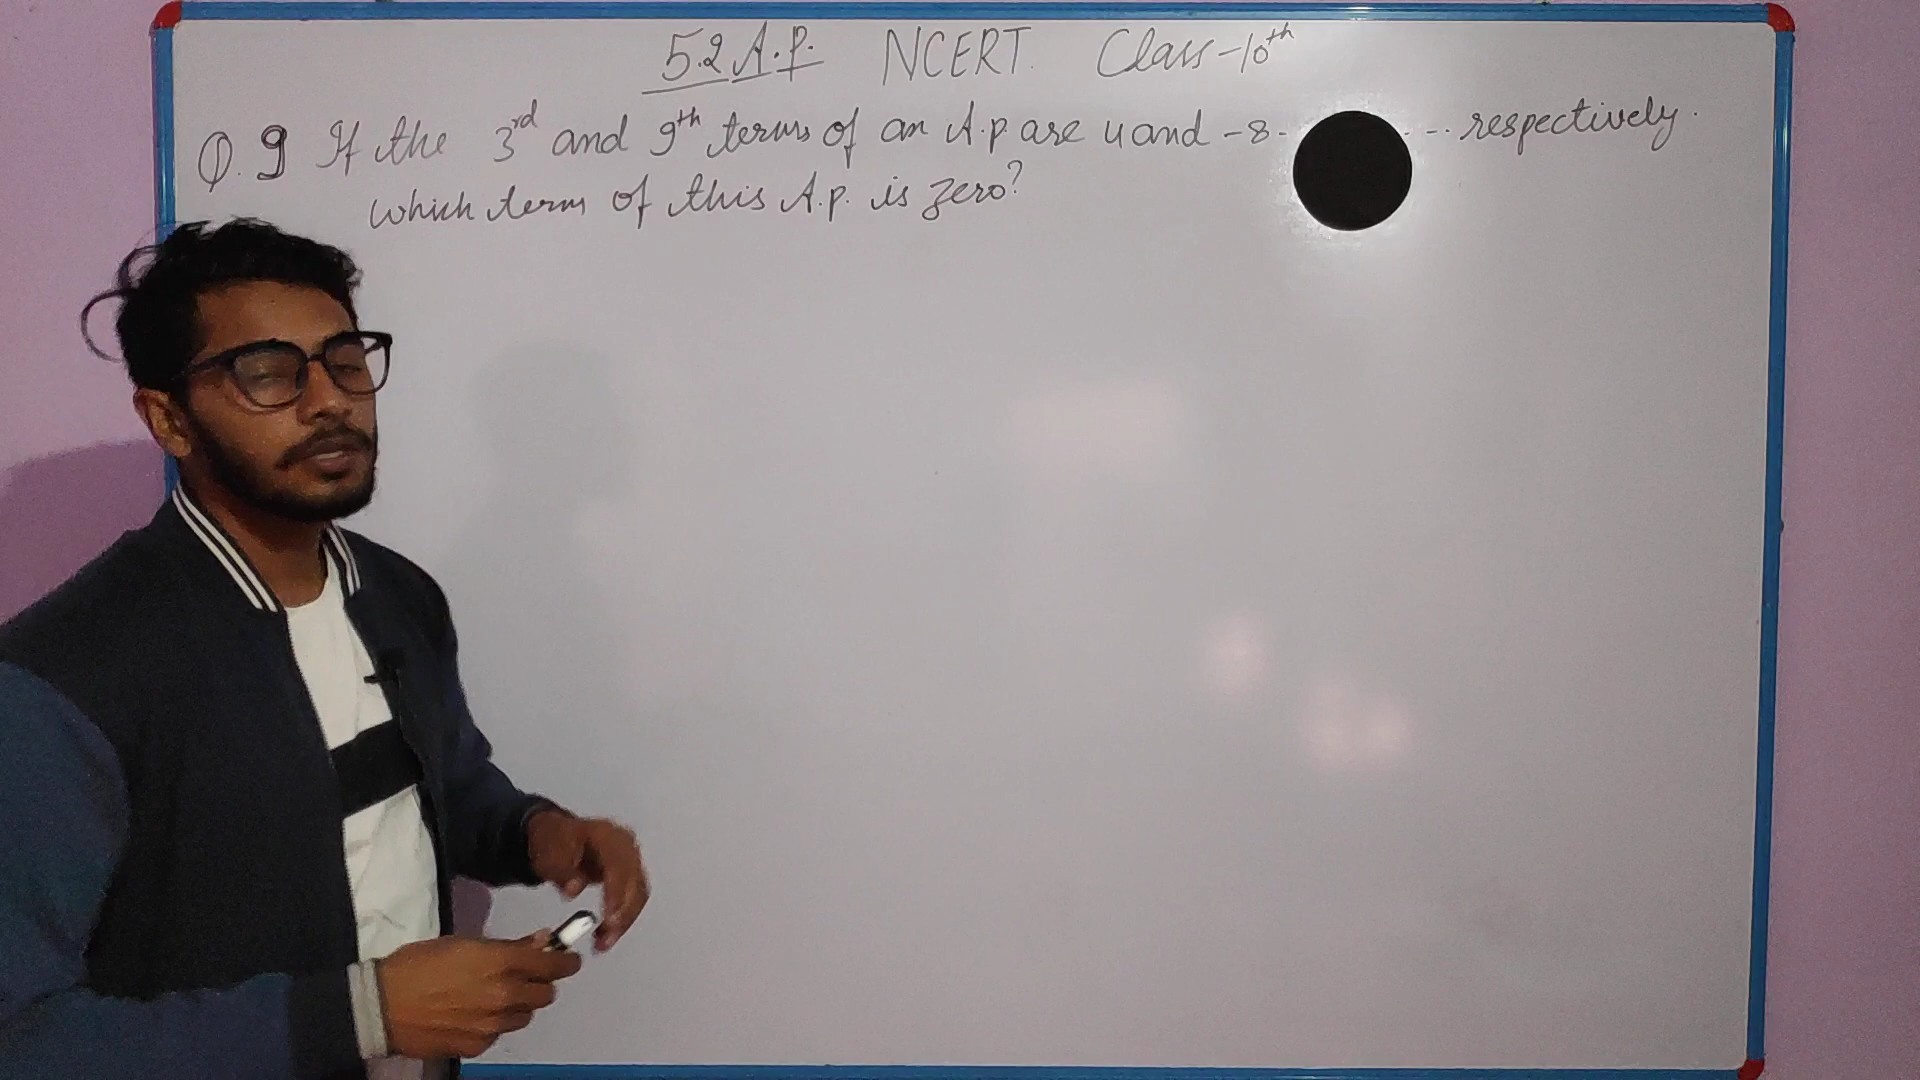 5.2 A.P. NCERT. Class-10th
Q.9 If the 3rd and 9th terms of an A.p are 4 and -8- -- respectively.
which term of this A.p. is zero?